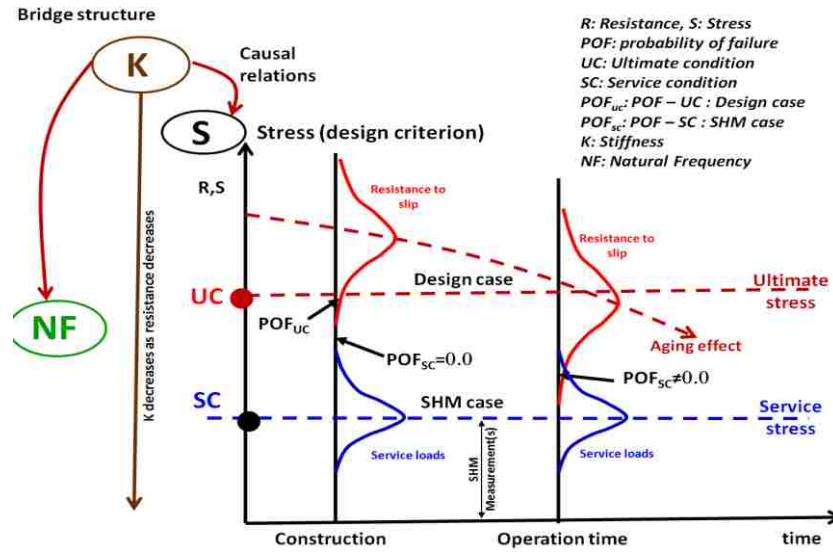 Bridge structure
K
Causal
relations
S
Stress (design criterion)
R: Resistance, S: Stress
POF: probability of failure
UC: Ultimate condition
SC: Service condition
POFuc: POF – UC : Design case
POFsc: POF – SC : SHM case
K: Stiffness
NF: Natural Frequency
R,S
Resistance to
slip
Resistance to
slip
K decreases as resistance decreases
Design case
Ultimate
stress
UC
NF
POFUC
Aging effect
POFSC=0.0
POFSC≠0.0
SC
SHM case
Service
stress
Service loads
SHM
Measurement(s)
Service loads
Construction
Operation time
time